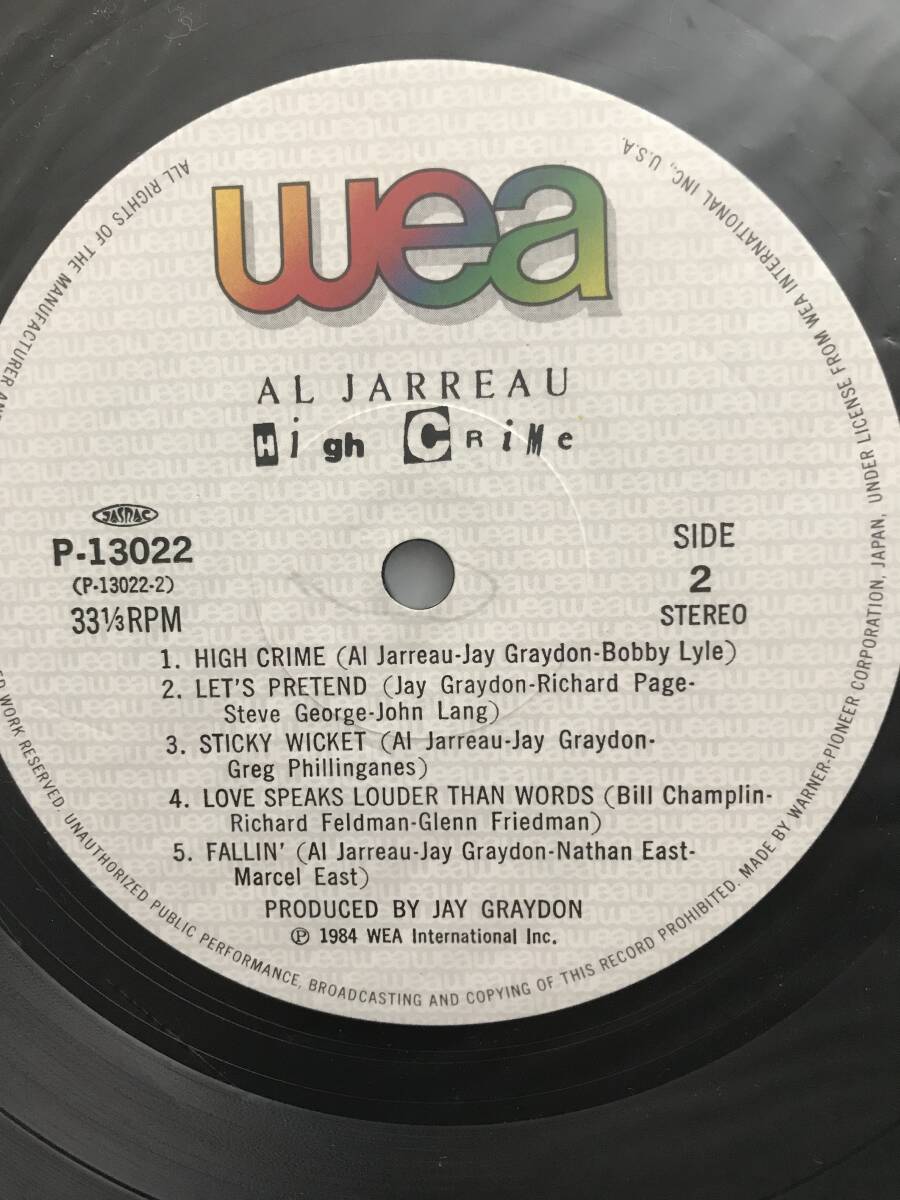 wea
AL JARREAU
High CRiMe
JASRAC
P-13022
(P-13022-2)
33⅓RPM
SIDE
2
STEREO
1. HIGH CRIME (Al Jarreau-Jay Graydon-Bobby Lyle)
2. LET'S PRETEND (Jay Graydon-Richard Page-
Steve George-John Lang)
3. STICKY WICKET (Al Jarreau-Jay Graydon-
Greg Phillinganes)
4. LOVE SPEAKS LOUDER THAN WORDS (Bill Champlin-
Richard Feldman-Glenn Friedman)
5. FALLIN' (Al Jarreau-Jay Graydon-Nathan East-
Marcel East)
PRODUCED BY JAY GRAYDON
Ⓟ 1984 WEA International Inc.
ALL RIGHTS OF THE MANUFACTURER
WORK RESERVED. UNAUTHORIZED PUBLIC PERFORMANCE, BROADCASTING AND COPYING OF THIS RECORD PROHIBITED. MADE BY WARNER-PIONEER CORPORATION, JAPAN, UNDER LICENSE FROM WEA INTERNATIONAL INC., U.S.A.